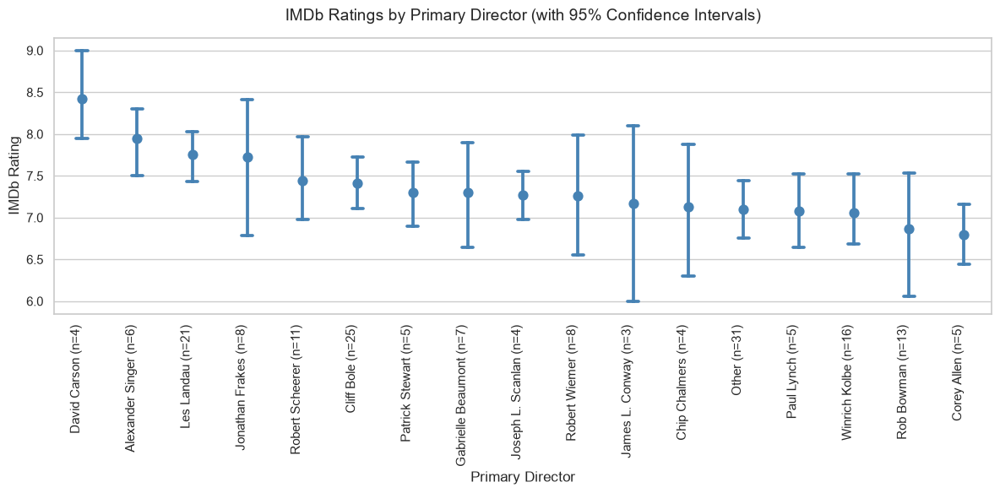 IMDb Ratings by Primary Director (with 95% Confidence Intervals)
IMDb Rating
9.0
8.5
8.0
7.5
7.0
6.5
6.0
David Carson (n=4)
Alexander Singer (n=6)
Les Landau (n=21)
Jonathan Frakes (n=8)
Robert Scheerer (n=11)
Cliff Bole (n=25)
Patrick Stewart (n=5)
Gabrielle Beaumont (n=7)
Joseph L. Scanlan (n=4)
Robert Wiemer (n=8)
James L. Conway (n=3)
Chip Chalmers (n=4)
Other (n=31)
Paul Lynch (n=5)
Winrich Kolbe (n=16)
Rob Bowman (n=13)
Corey Allen (n=5)
Primary Director